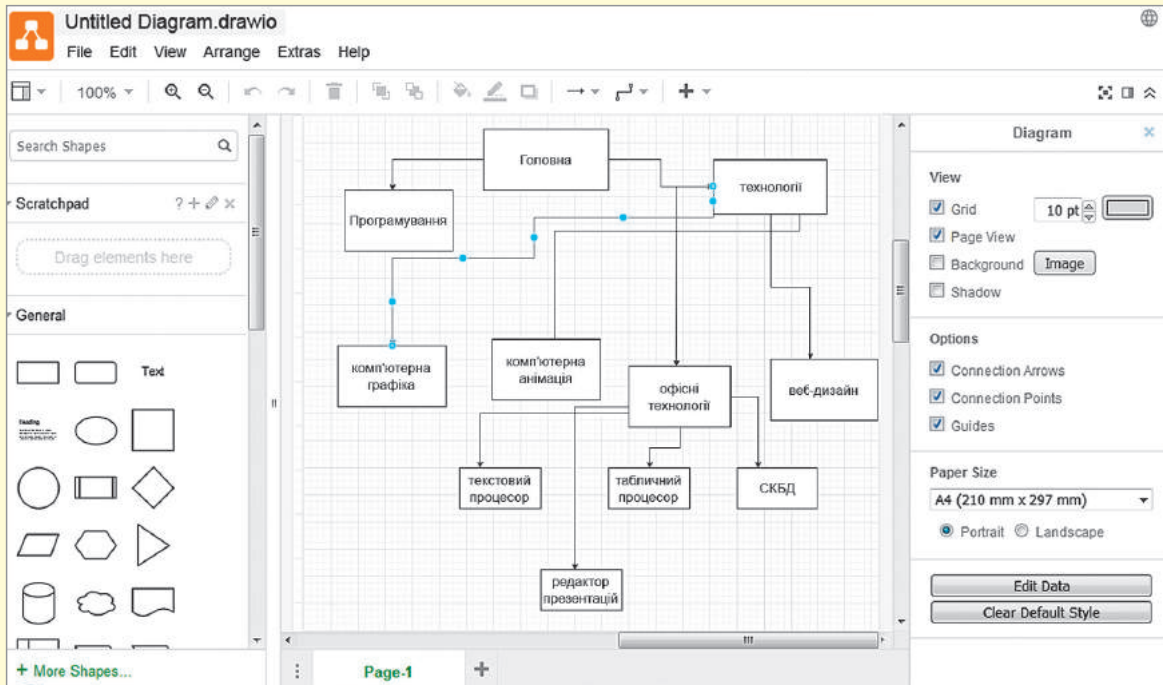 Untitled Diagram.drawio
File Edit View Arrange Extras Help
100%
Search Shapes
Scratchpad
Drag elements here
General
Text
Heading
+ More Shapes...
Головна
технології
Програмування
комп'ютерна
графіка
комп'ютерна
анімація
офісні
технології
веб-дизайн
текстовий
процесор
табличний
процесор
СКБД
редактор
презентацій
Page-1
Diagram
View
Grid 10 pt
Page View
Background Image
Shadow
Options
Connection Arrows
Connection Points
Guides
Paper Size
A4 (210 mm x 297 mm)
Portrait Landscape
Edit Data
Clear Default Style